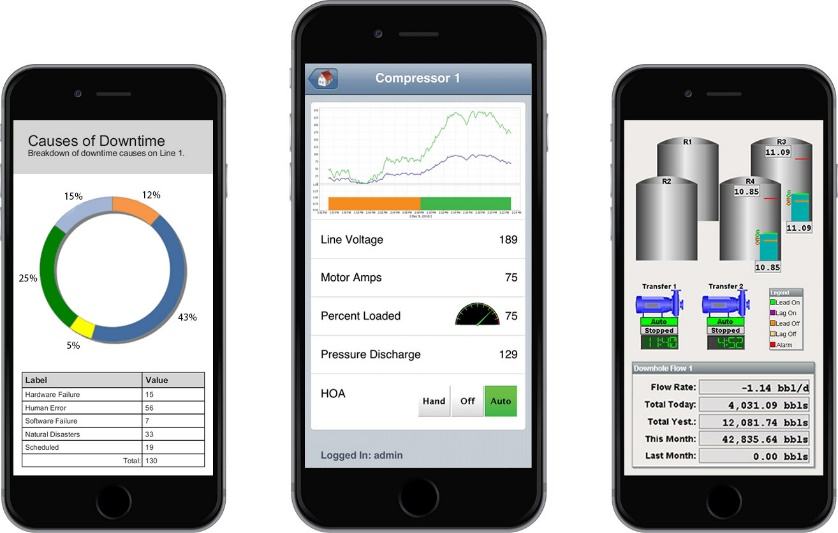 Causes of Downtime
Breakdown of downtime causes on Line 1.
15%
12%
25%
43%
5%
Label Value
Hardware Failure 15
Human Error 56
Software Failure 7
Natural Disasters 33
Scheduled 19
Total: 130
Compressor 1
Line Voltage 189
Motor Amps 75
Percent Loaded 75
Pressure Discharge 129
HOA Hand Off Auto
Logged In: admin
R1 R3
11.09
R2 R4
10.85
11.09
10.85
Transfer 1 Transfer 2
Auto Auto
Stopped Stopped
11:40 4:52
Legend
Lead On
Lag On
Lead Off
Lag Off
Alarm
Downhole Flow 1
Flow Rate: -1.14 bbl/d
Total Today: 4,031.09 bbls
Total Yest.: 12,081.74 bbls
This Month: 42,835.64 bbls
Last Month: 0.00 bbls